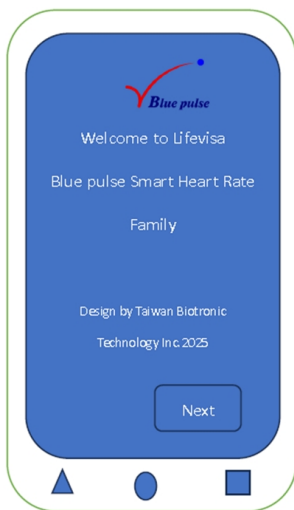 Blue pulse
Welcome to Lifevisa
Blue pulse Smart Heart Rate
Family
Design by Taiwan Biotronic
Technology Inc. 2025
Next